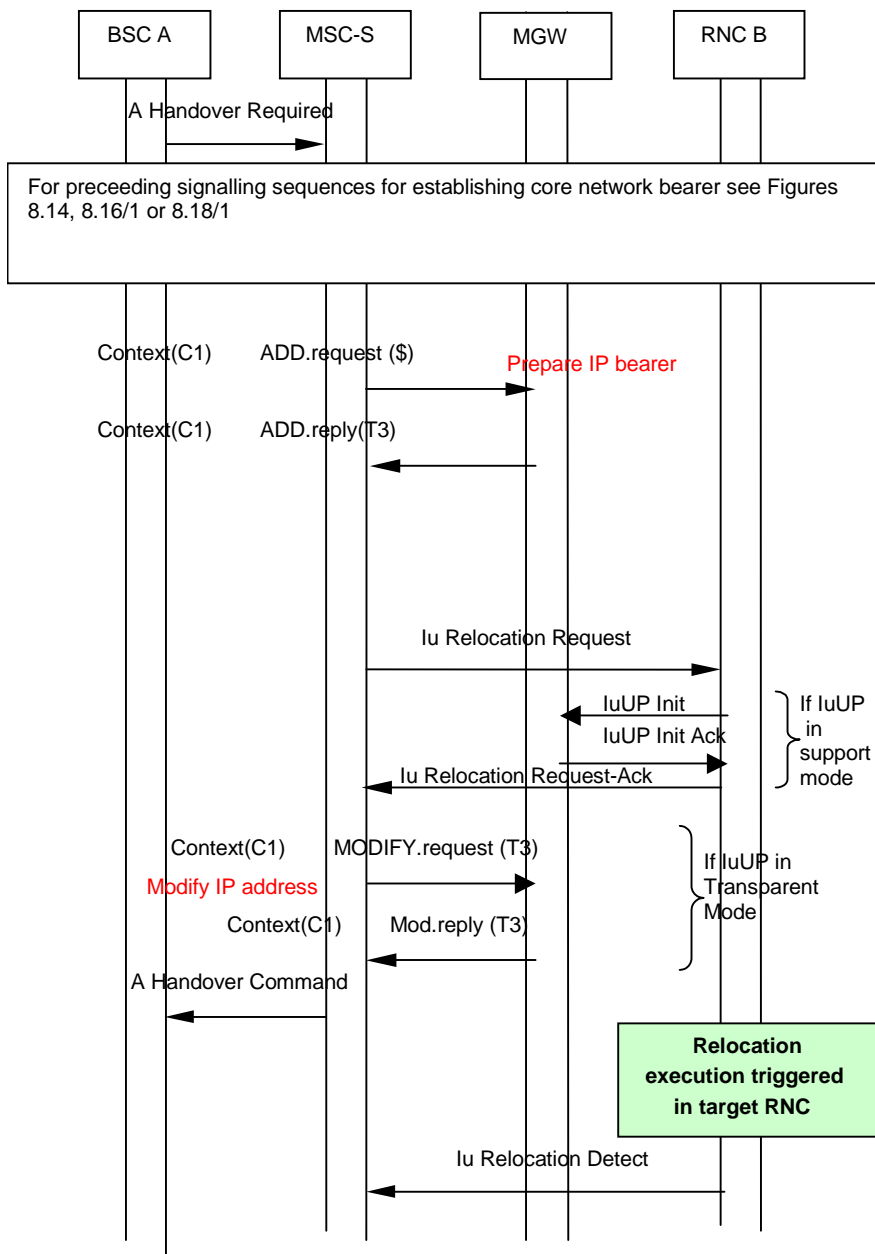 BSC A
MSC-S
MGW
RNC B
A Handover Required
For preceeding signalling sequences for establishing core network bearer see Figures
8.14, 8.16/1 or 8.18/1
Context(C1) ADD.request ($)
Prepare IP bearer
Context(C1) ADD.reply(T3)
Iu Relocation Request
IuUP Init
IuUP Init Ack
If IuUP
in
support
mode
Iu Relocation Request-Ack
Context(C1) MODIFY.request (T3)
Modify IP address
If IuUP in
Transparent
Mode
Context(C1) Mod.reply (T3)
A Handover Command
Relocation
execution triggered
in target RNC
Iu Relocation Detect